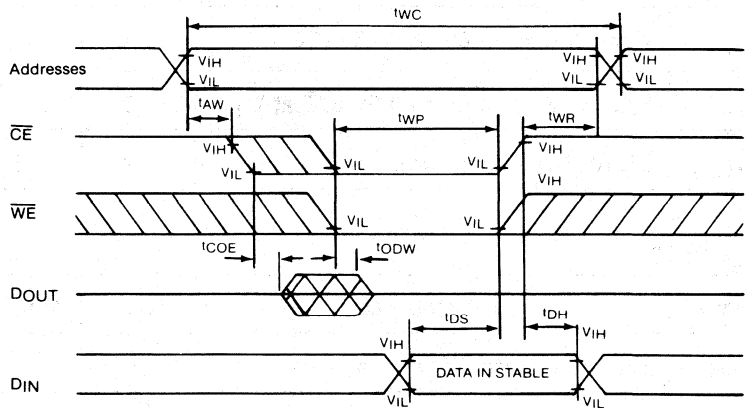 tWC
Addresses
VIH
VIL
VIH
VIL
VIH
VIL
tAW
tWP
tWR
CE
VIH
VIL
VIL
VIL
VIH
WE
VIL
VIL
VIH
tCOE
tODW
DOUT
tDS
tDH
DIN
VIH
VIL
DATA IN STABLE
VIH
VIL